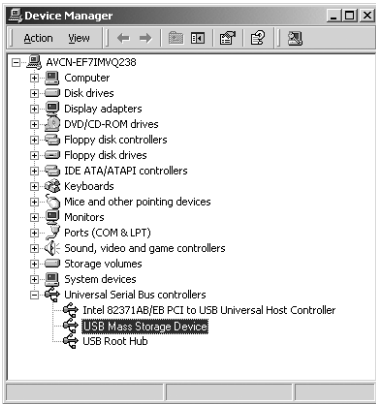 Device Manager
Action View
AVCN-EF7IMVQ238
Computer
Disk drives
Display adapters
DVD/CD-ROM drives
Floppy disk controllers
Floppy disk drives
IDE ATA/ATAPI controllers
Keyboards
Mice and other pointing devices
Monitors
Ports (COM & LPT)
Sound, video and game controllers
Storage volumes
System devices
Universal Serial Bus controllers
Intel 82371AB/EB PCI to USB Universal Host Controller
USB Mass Storage Device
USB Root Hub